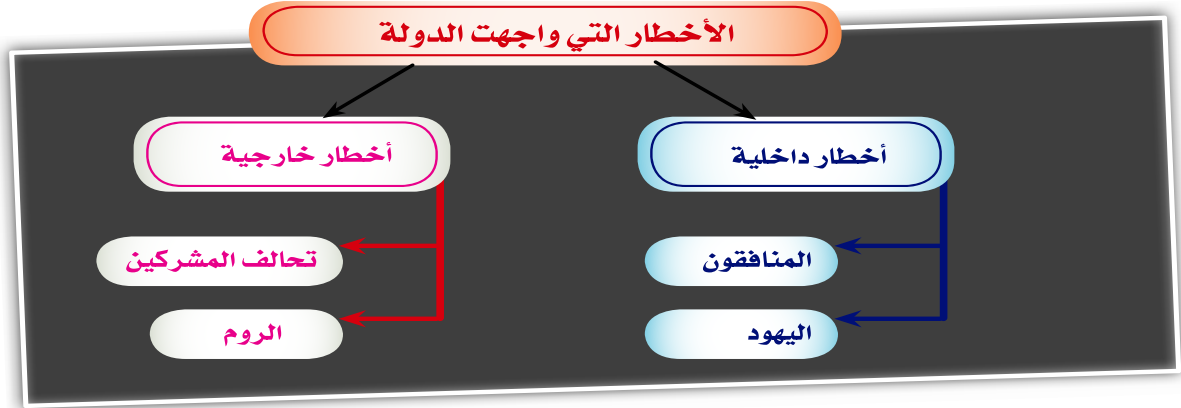 الأخطار التي واجهت الدولة
أخطار داخلية
المنافقون
اليهود
أخطار خارجية
تحالف المشركين
الروم